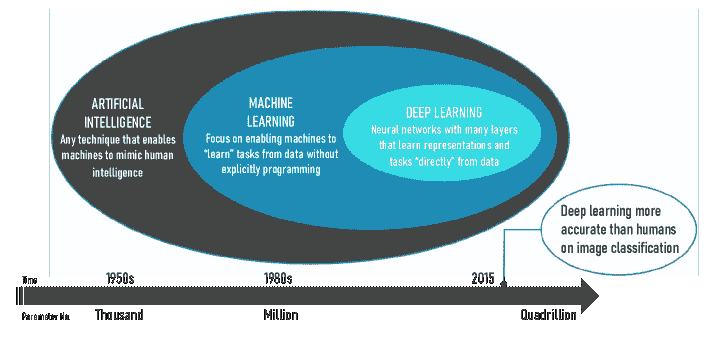 ARTIFICIAL
INTELLIGENCE
Any technique that enables
machines to mimic human
intelligence
MACHINE
LEARNING
Focus on enabling machines to
“learn” tasks from data without
explicitly programming
DEEP LEARNING
Neural networks with many layers
that learn representations and
tasks “directly” from data
Deep learning more
accurate than humans
on image classification
Time 1950s 1980s 2015
Parameter No. Thousand Million Quadrillion